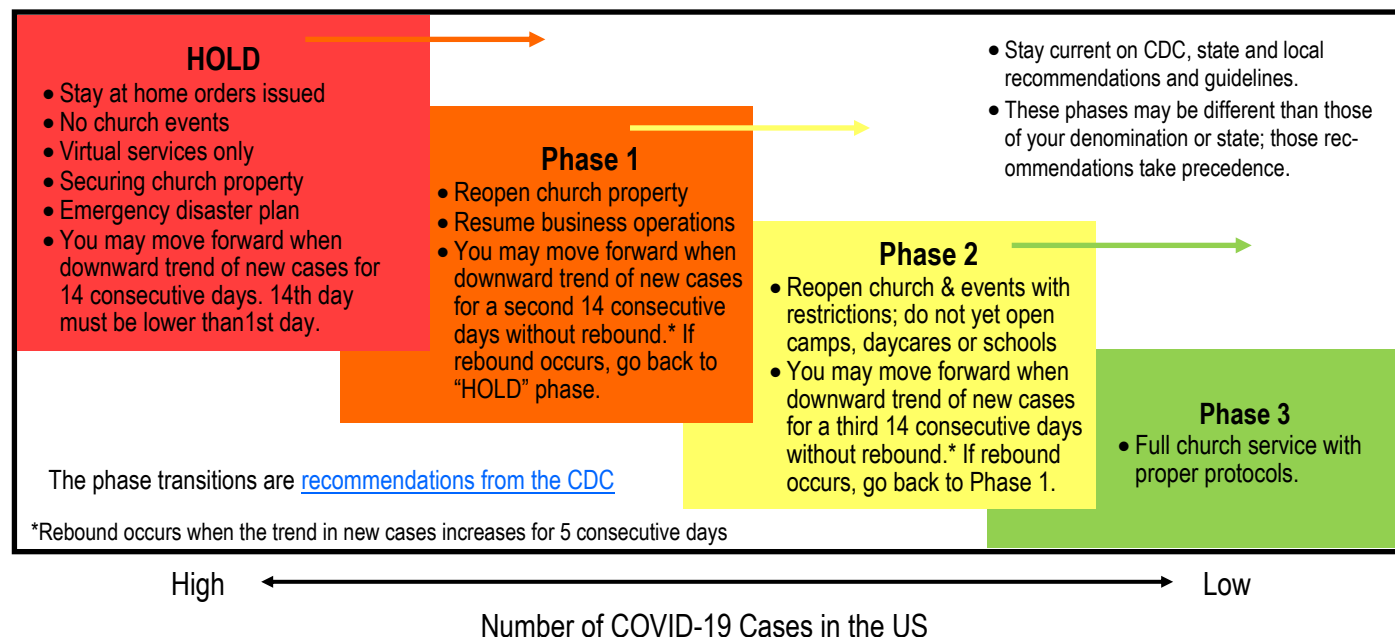 HOLD
• Stay at home orders issued
• No church events
• Virtual services only
• Securing church property
• Emergency disaster plan
• You may move forward when
downward trend of new cases for
14 consecutive days. 14th day
must be lower than1st day.
Phase 1
• Reopen church property
• Resume business operations
• You may move forward when
downward trend of new cases
for a second 14 consecutive
days without rebound.* If
rebound occurs, go back to
“HOLD” phase.
• Stay current on CDC, state and local
recommendations and guidelines.
• These phases may be different than those
of your denomination or state; those rec-
ommendations take precedence.
Phase 2
• Reopen church & events with
restrictions; do not yet open
camps, daycares or schools
• You may move forward when
downward trend of new cases
for a third 14 consecutive days
without rebound.* If rebound
occurs, go back to Phase 1.
Phase 3
• Full church service with
proper protocols.
The phase transitions are recommendations from the CDC
*Rebound occurs when the trend in new cases increases for 5 consecutive days
High
Low
Number of COVID-19 Cases in the US